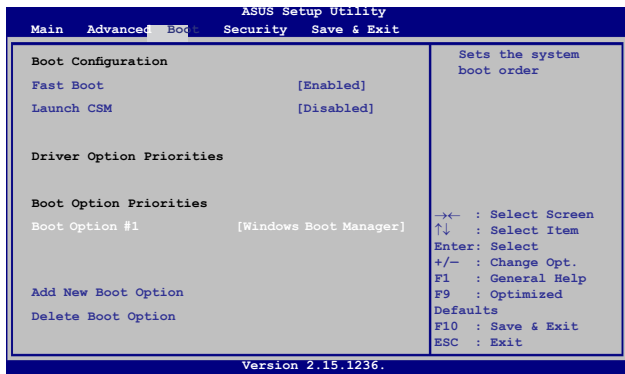 ASUS Setup Utility
Main Advanced Boot Security Save & Exit
Boot Configuration
Fast Boot [Enabled]
Launch CSM [Disabled]
Driver Option Priorities
Boot Option Priorities
Boot Option #1 [Windows Boot Manager]
Add New Boot Option
Delete Boot Option
Sets the system
boot order
→← : Select Screen
↑↓ : Select Item
Enter: Select
+/— : Change Opt.
F1 : General Help
F9 : Optimized
Defaults
F10 : Save & Exit
ESC : Exit
Version 2.15.1236.